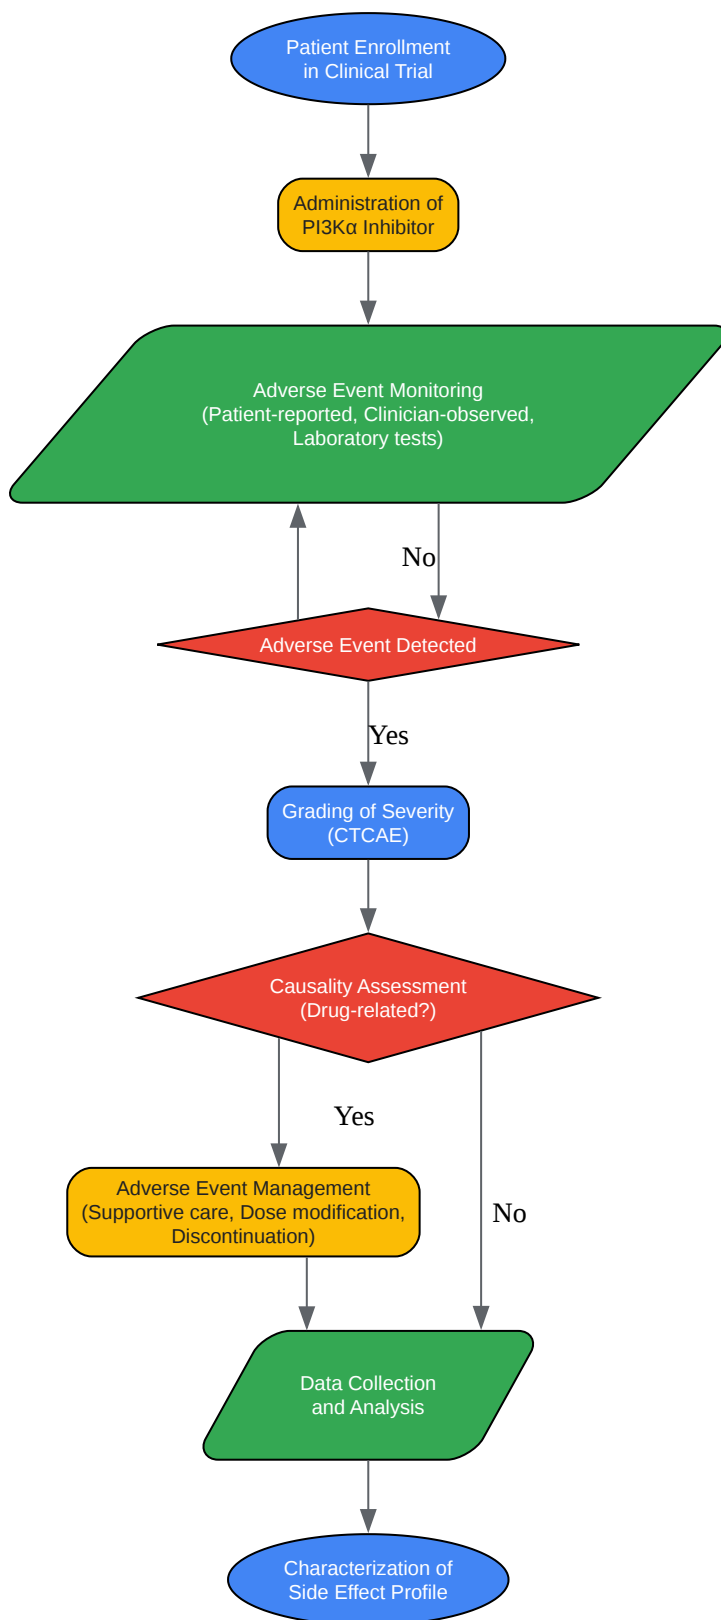 Patient Enrollment
in Clinical Trial
Administration of
PI3Kα Inhibitor
Adverse Event Monitoring
(Patient-reported, Clinician-observed,
Laboratory tests)
No
Adverse Event Detected
Yes
Grading of Severity
(CTCAE)
Causality Assessment
(Drug-related?)
Yes
Adverse Event Management
(Supportive care, Dose modification,
Discontinuation)
No
Data Collection
and Analysis
Characterization of
Side Effect Profile